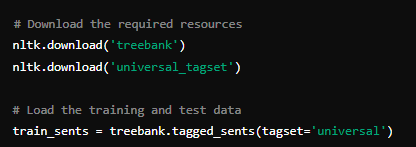 # Download the required resources
nltk.download('treebank')
nltk.download('universal_tagset')
# Load the training and test data
train_sents = treebank.tagged_sents(tagset='universal')